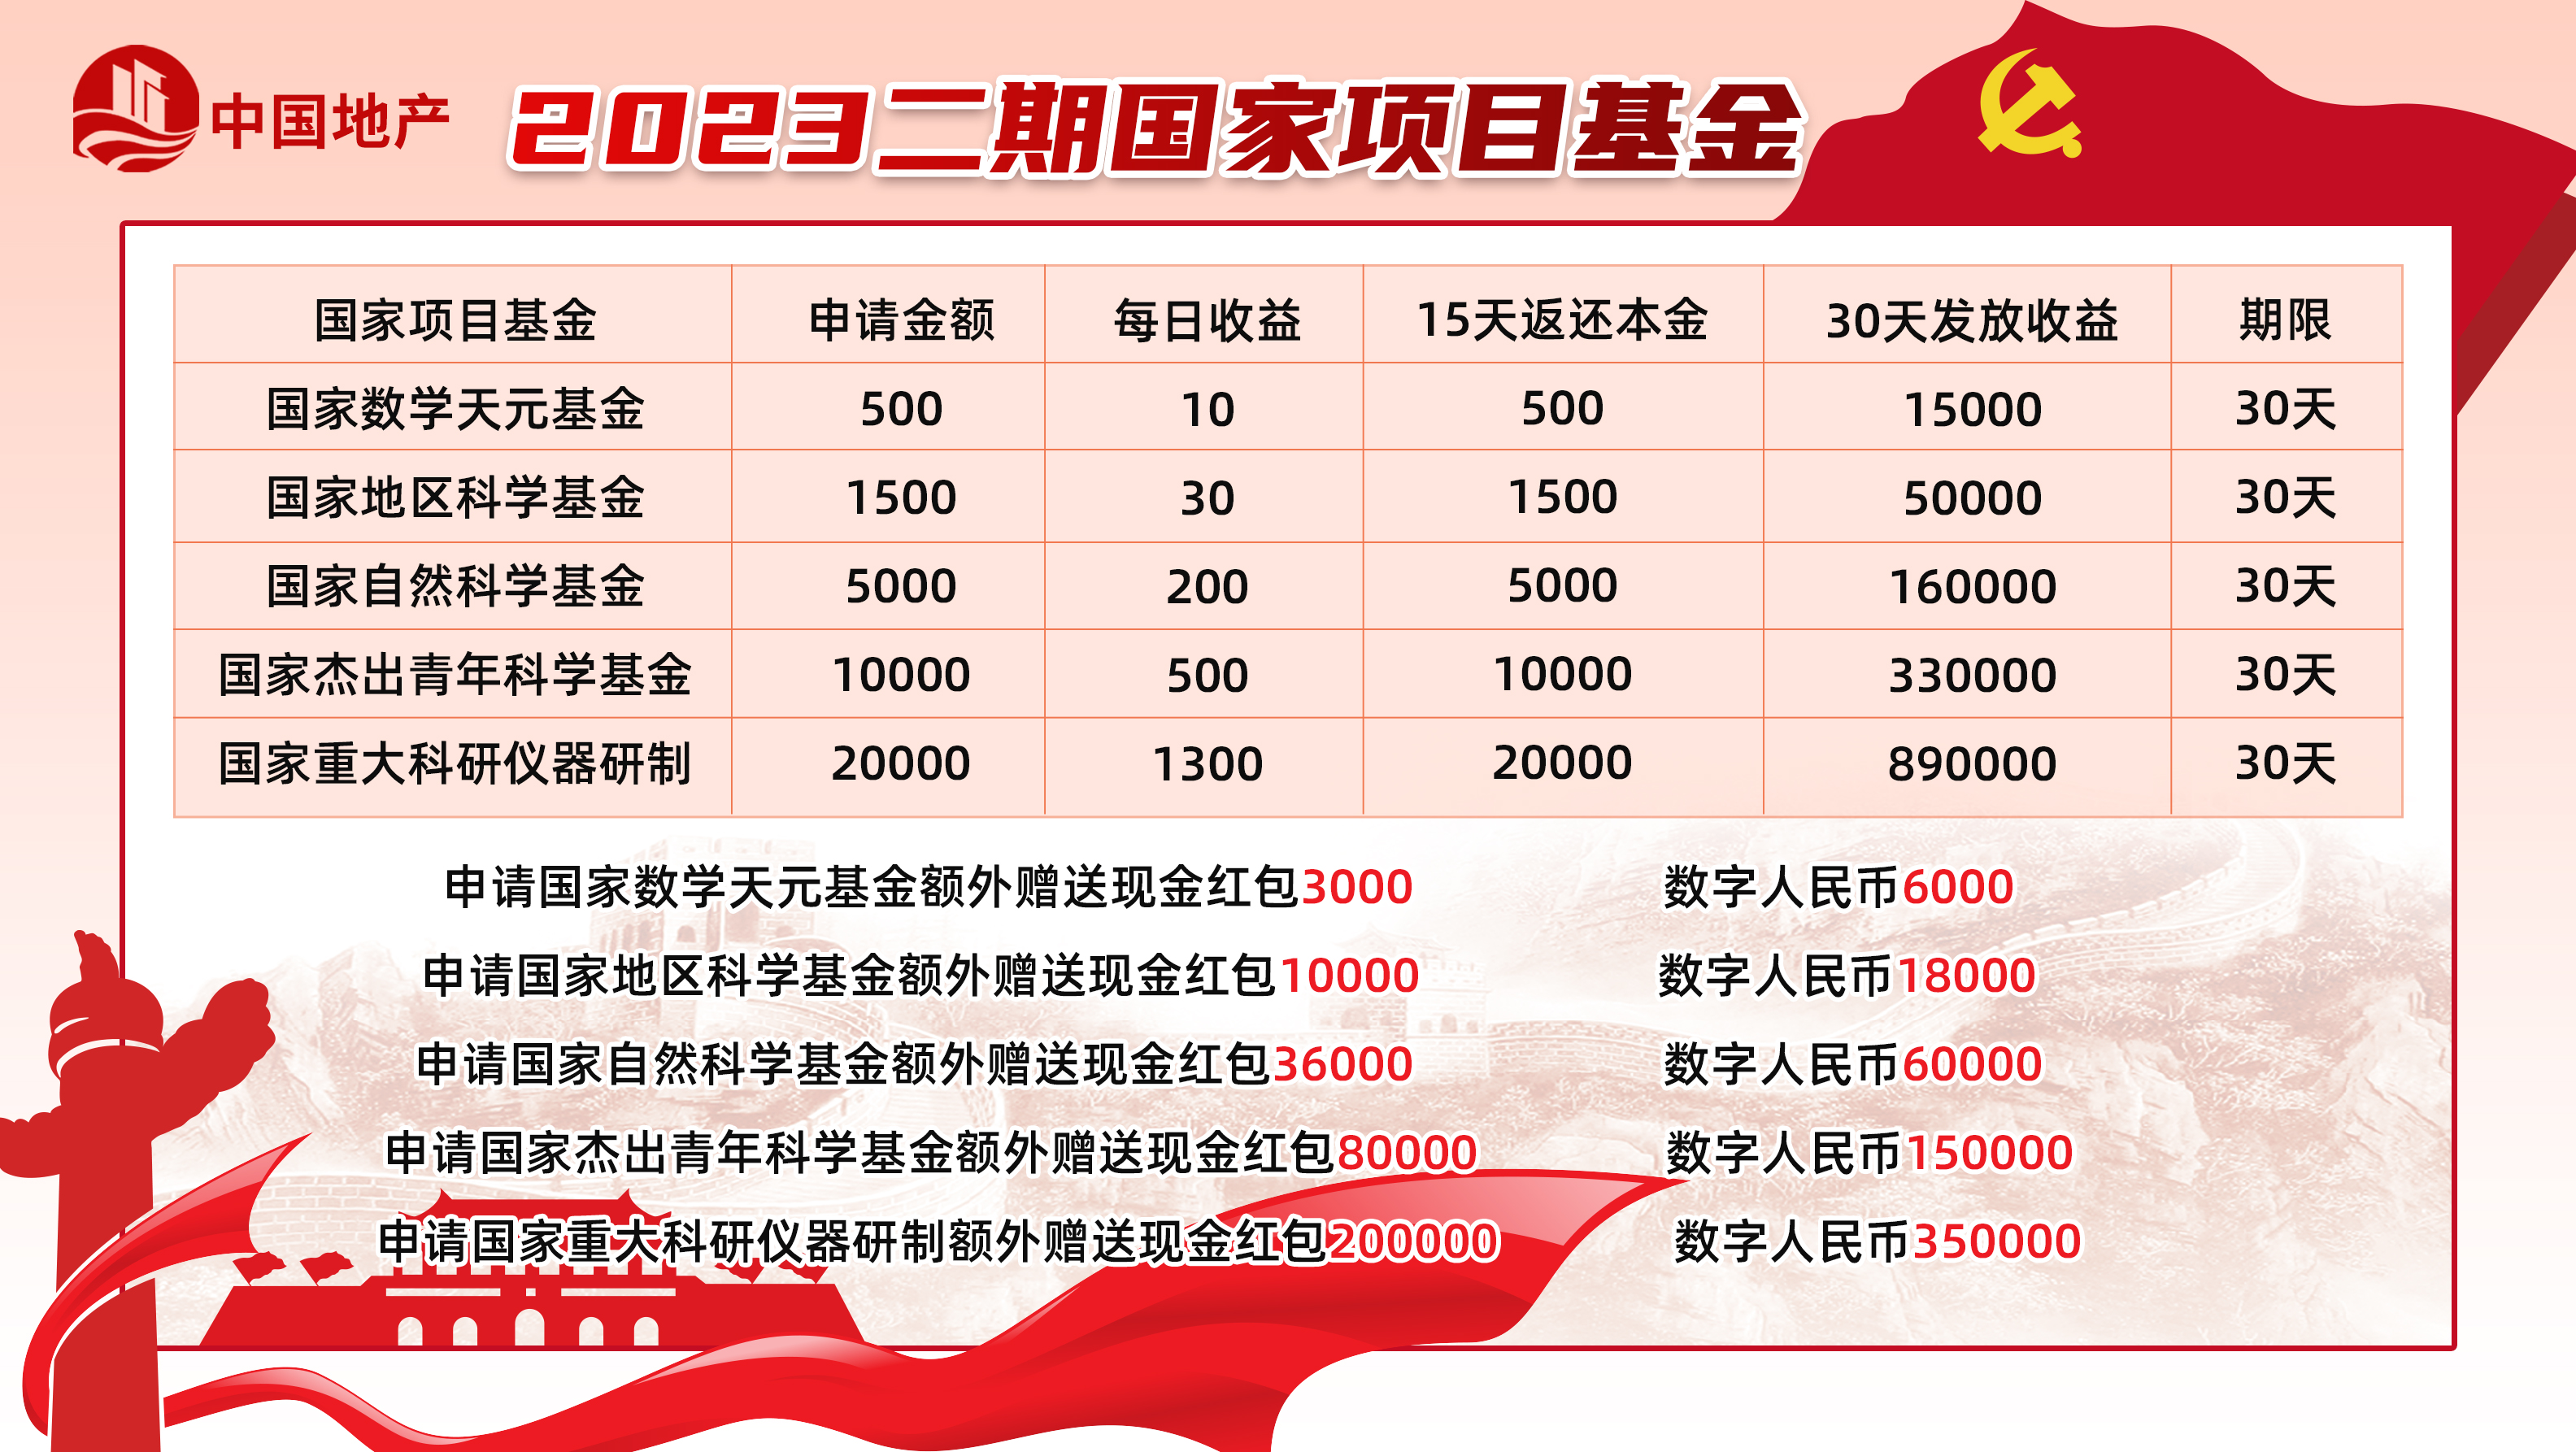 中国地产
2023二期国家项目基金
国家项目基金 申请金额 每日收益 15天返还本金 30天发放收益 期限
国家数学天元基金 500 10 500 15000 30天
国家地区科学基金 1500 30 1500 50000 30天
国家自然科学基金 5000 200 5000 160000 30天
国家杰出青年科学基金 10000 500 10000 330000 30天
国家重大科研仪器研制 20000 1300 20000 890000 30天
申请国家数学天元基金额外赠送现金红包3000 数字人民币6000
申请国家地区科学基金额外赠送现金红包10000 数字人民币18000
申请国家自然科学基金额外赠送现金红包36000 数字人民币60000
申请国家杰出青年科学基金额外赠送现金红包80000 数字人民币150000
申请国家重大科研仪器研制额外赠送现金红包200000 数字人民币350000